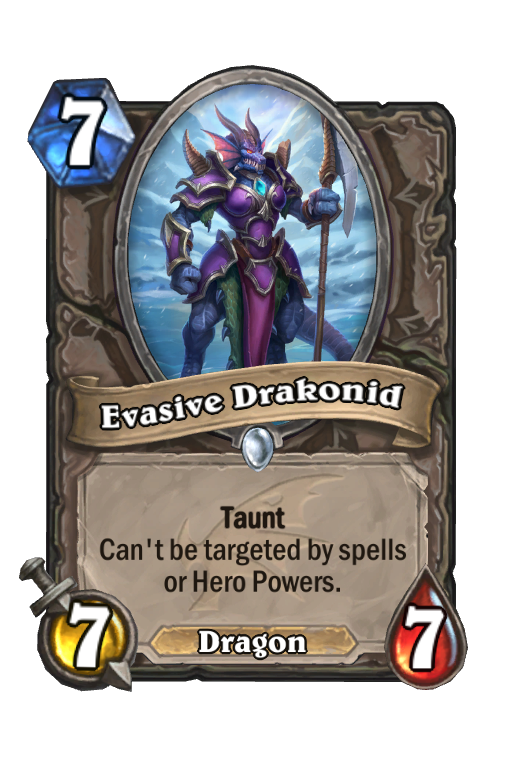 7
Evasive Drakonid
Taunt
Can't be targeted by spells
or Hero Powers.
7
Dragon
7